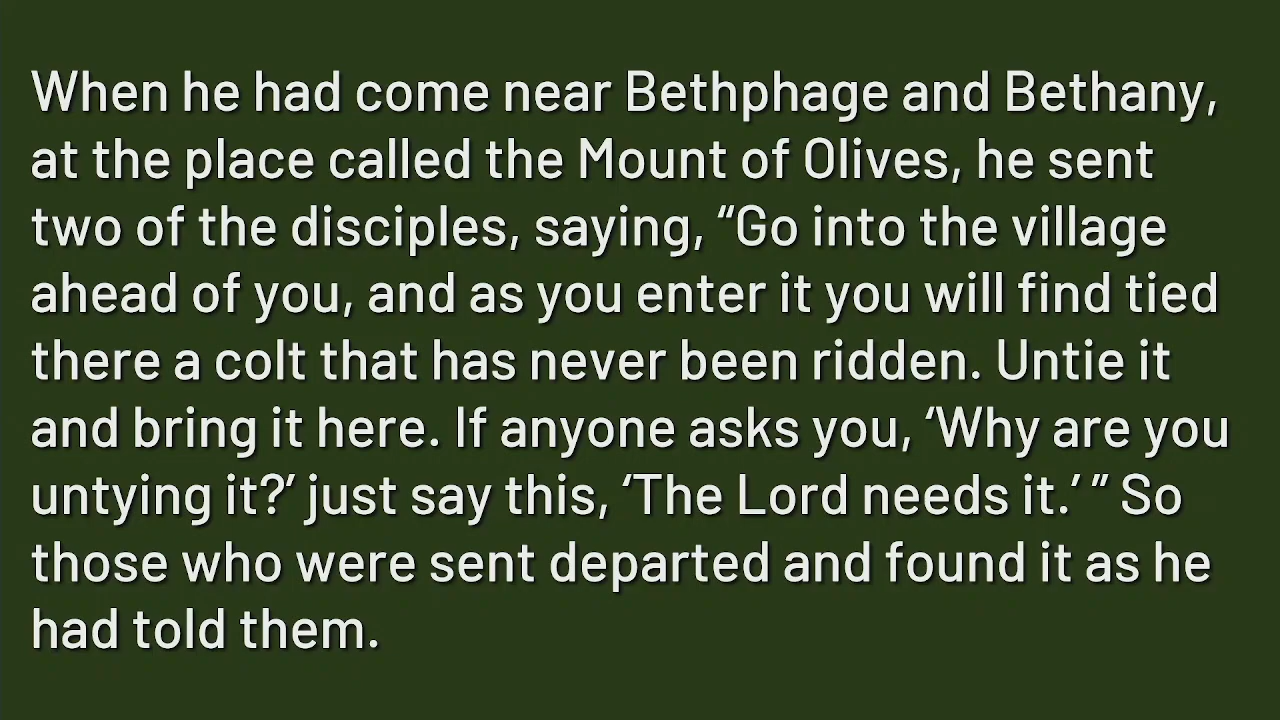 When he had come near Bethphage and Bethany,
at the place called the Mount of Olives, he sent
two of the disciples, saying, “Go into the village
ahead of you, and as you enter it you will find tied
there a colt that has never been ridden. Untie it
and bring it here. If anyone asks you, ‘Why are you
untying it?’ just say this, ‘The Lord needs it.’ ” So
those who were sent departed and found it as he
had told them.